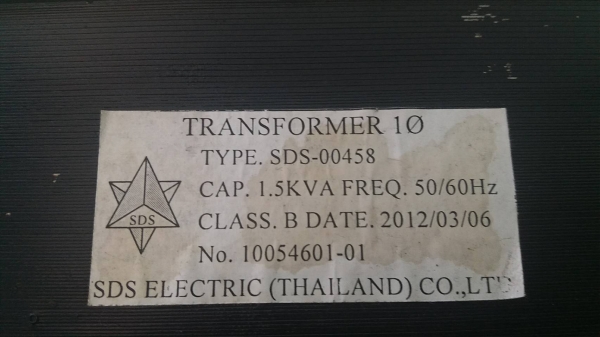 TRANSFORMER 1Ø
TYPE. SDS-00458
CAP. 1.5KVA FREQ. 50/60Hz
SDS
CLASS. B DATE. 2012/03/06
No. 10054601-01
SDS ELECTRIC (THAILAND) CO.,LTD